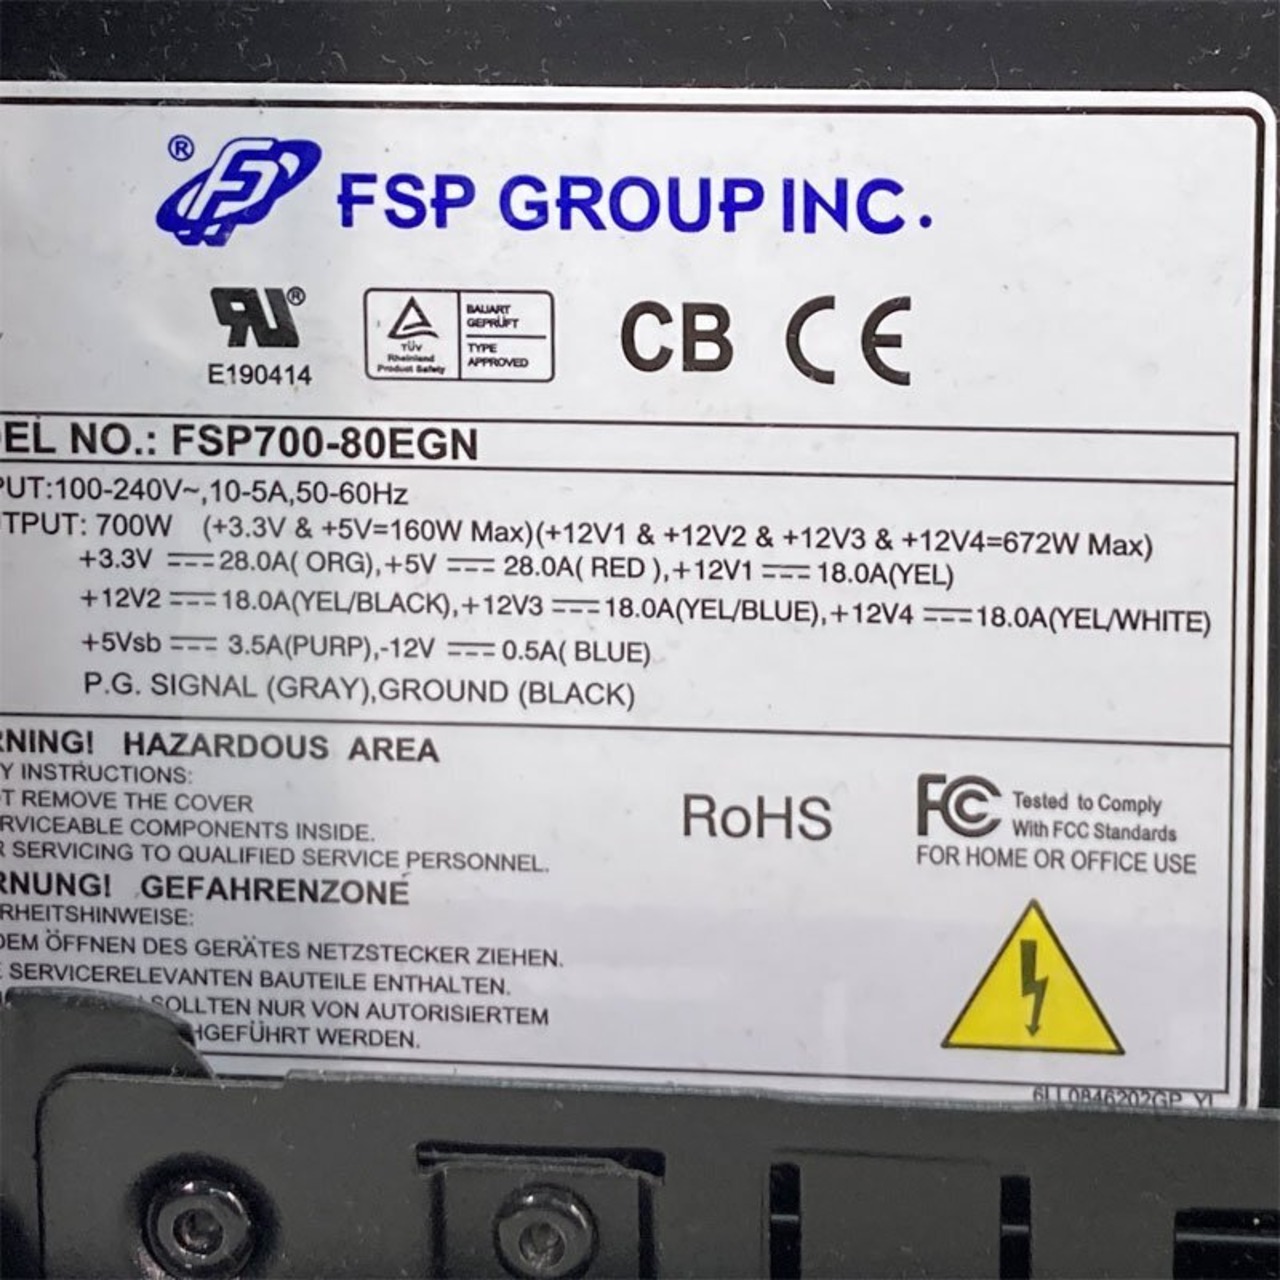 ® FSP GROUP INC.
RU ® TÜV Rheinland Product Safety BAUART GEPRÜFT TYPE APPROVED CB CE
E190414
EL NO.: FSP700-80EGN
PUT:100-240V~,10-5A,50-60Hz
TPUT: 700W (+3.3V & +5V=160W Max)(+12V1 & +12V2 & +12V3 & +12V4=672W Max)
+3.3V ⎓ 28.0A( ORG),+5V ⎓ 28.0A( RED ),+12V1 ⎓ 18.0A(YEL)
+12V2 ⎓ 18.0A(YEL/BLACK),+12V3 ⎓ 18.0A(YEL/BLUE),+12V4 ⎓ 18.0A(YEL/WHITE)
+5Vsb ⎓ 3.5A(PURP),-12V ⎓ 0.5A( BLUE)
P.G. SIGNAL (GRAY),GROUND (BLACK)
RNING! HAZARDOUS AREA
Y INSTRUCTIONS:
T REMOVE THE COVER
RVICEABLE COMPONENTS INSIDE.
R SERVICING TO QUALIFIED SERVICE PERSONNEL.
RNUNG! GEFAHRENZONE
RHEITSHINWEISE:
DEM ÖFFNEN DES GERÄTES NETZSTECKER ZIEHEN.
E SERVICERELEVANTEN BAUTEILE ENTHALTEN.
SOLLTEN NUR VON AUTORISIERTEM
HGEFÜHRT WERDEN.
RoHS
FC Tested to Comply
With FCC Standards
FOR HOME OR OFFICE USE